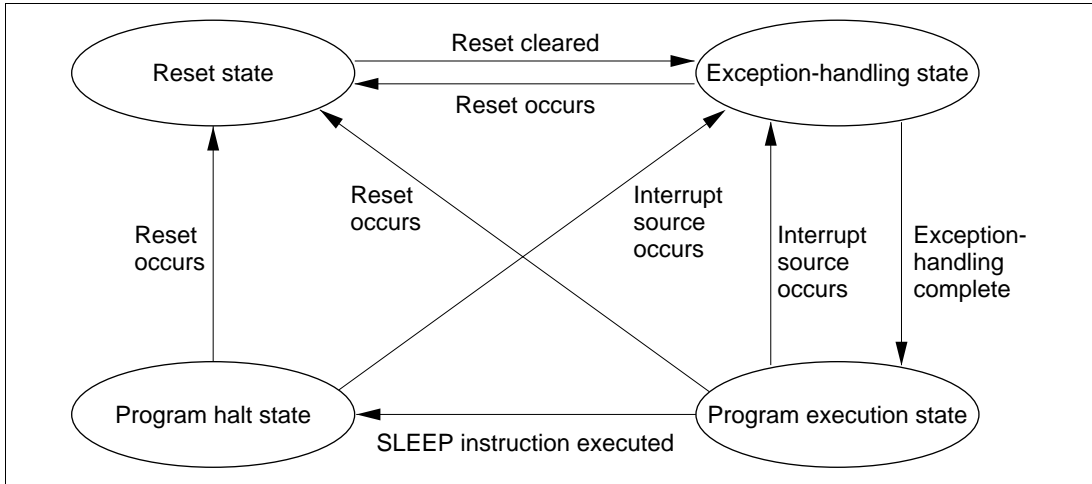 Reset cleared
Reset state
Exception-handling state
Reset occurs
Reset
occurs
Interrupt
source
occurs
Reset
occurs
Interrupt
source
occurs
Exception-
handling
complete
Program halt state
Program execution state
SLEEP instruction executed